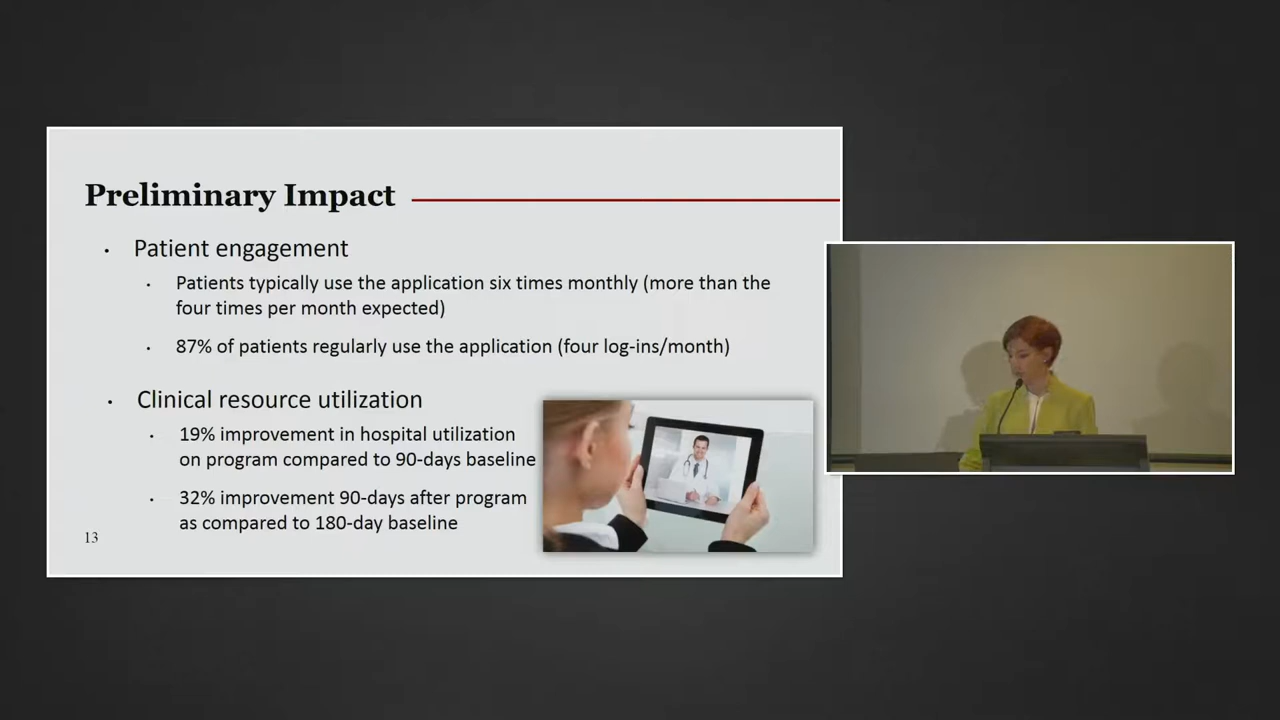 Preliminary Impact
• Patient engagement
• Patients typically use the application six times monthly (more than the
four times per month expected)
• 87% of patients regularly use the application (four log-ins/month)
• Clinical resource utilization
• 19% improvement in hospital utilization
on program compared to 90-days baseline
• 32% improvement 90-days after program
as compared to 180-day baseline
13